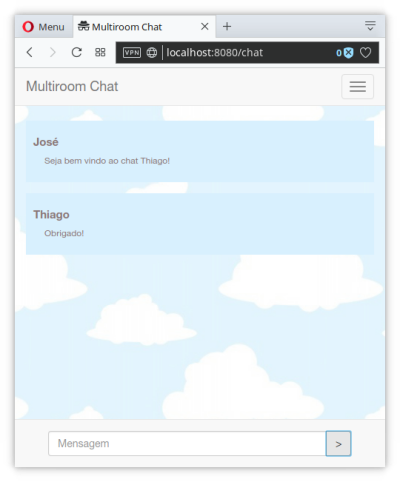 Menu
Multiroom Chat
VPN
localhost:8080/chat
0
Multiroom Chat
José
Seja bem vindo ao chat Thiago!
Thiago
Obrigado!
Mensagem
>